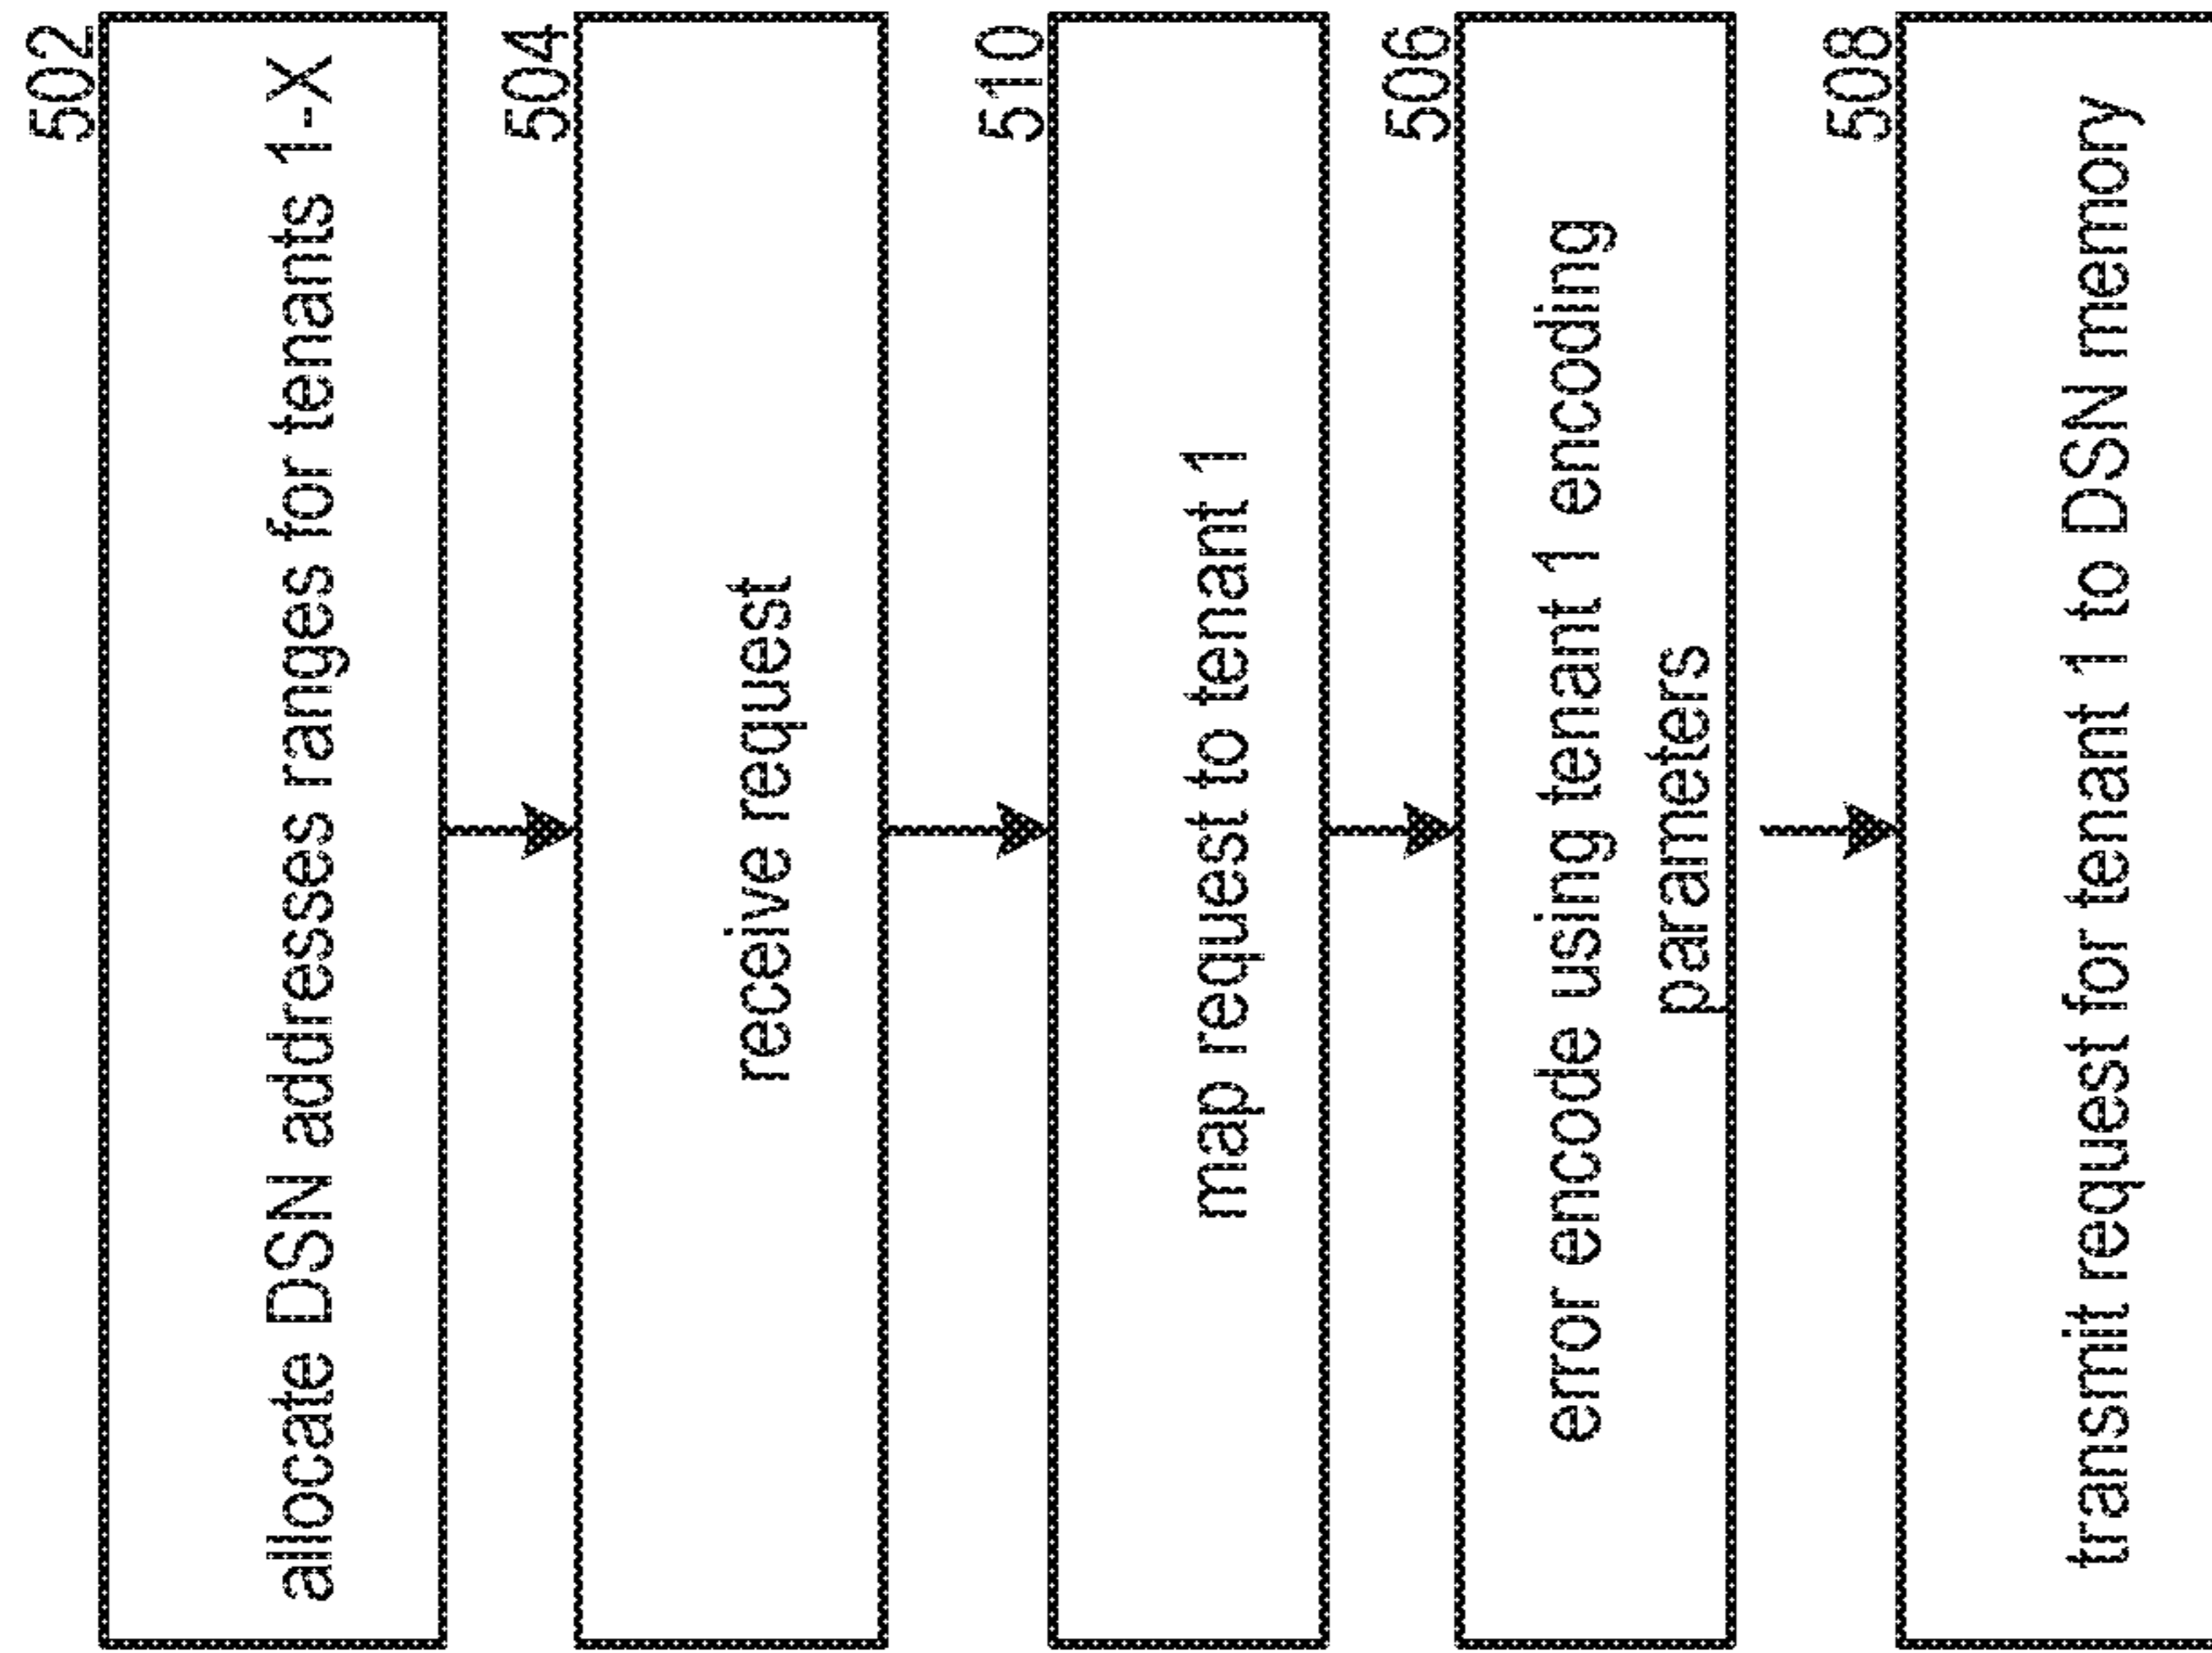 502
allocate DSN addresses ranges for tenants 1-X
504
receive request
510
map request to tenant 1
506
error encode using tenant 1 encoding
parameters
508
transmit request for tenant 1 to DSN memory